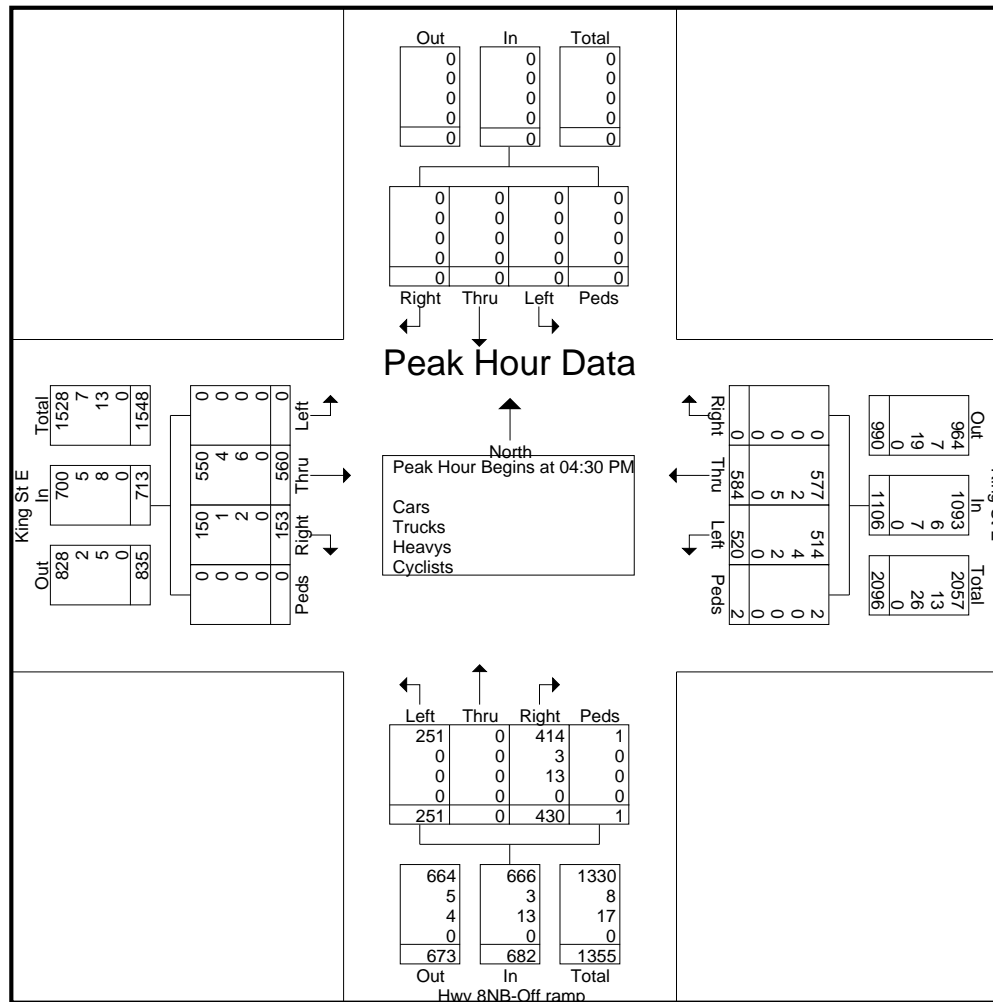 Out In Total
0 0 0
0 0 0
0 0 0
0 0 0
0 0 0
0 0 0 0
0 0 0 0
0 0 0 0
0 0 0 0
0 0 0 0
Right Thru Left Peds
Peak Hour Data
North
Peak Hour Begins at 04:30 PM
Cars
Trucks
Heavys
Cyclists
King St E
Out In Total
828 700 1528
2 5 7
5 8 13
0 0 0
835 713 1548
Peds Right Thru Left
0 150 550 0
0 1 4 0
0 2 6 0
0 0 0 0
0 153 560 0
Out In Total
964 1093 2057
7 6 13
19 7 26
0 0 0
990 1106 2096
Right Thru Left Peds
0 577 514 2
0 2 4 0
0 5 2 0
0 0 0 0
0 584 520 2
Left Thru Right Peds
251 0 414 1
0 0 3 0
0 0 13 0
0 0 0 0
251 0 430 1
664 666 1330
5 3 8
4 13 17
0 0 0
673 682 1355
Out In Total
Hwy 8NB-Off ramp